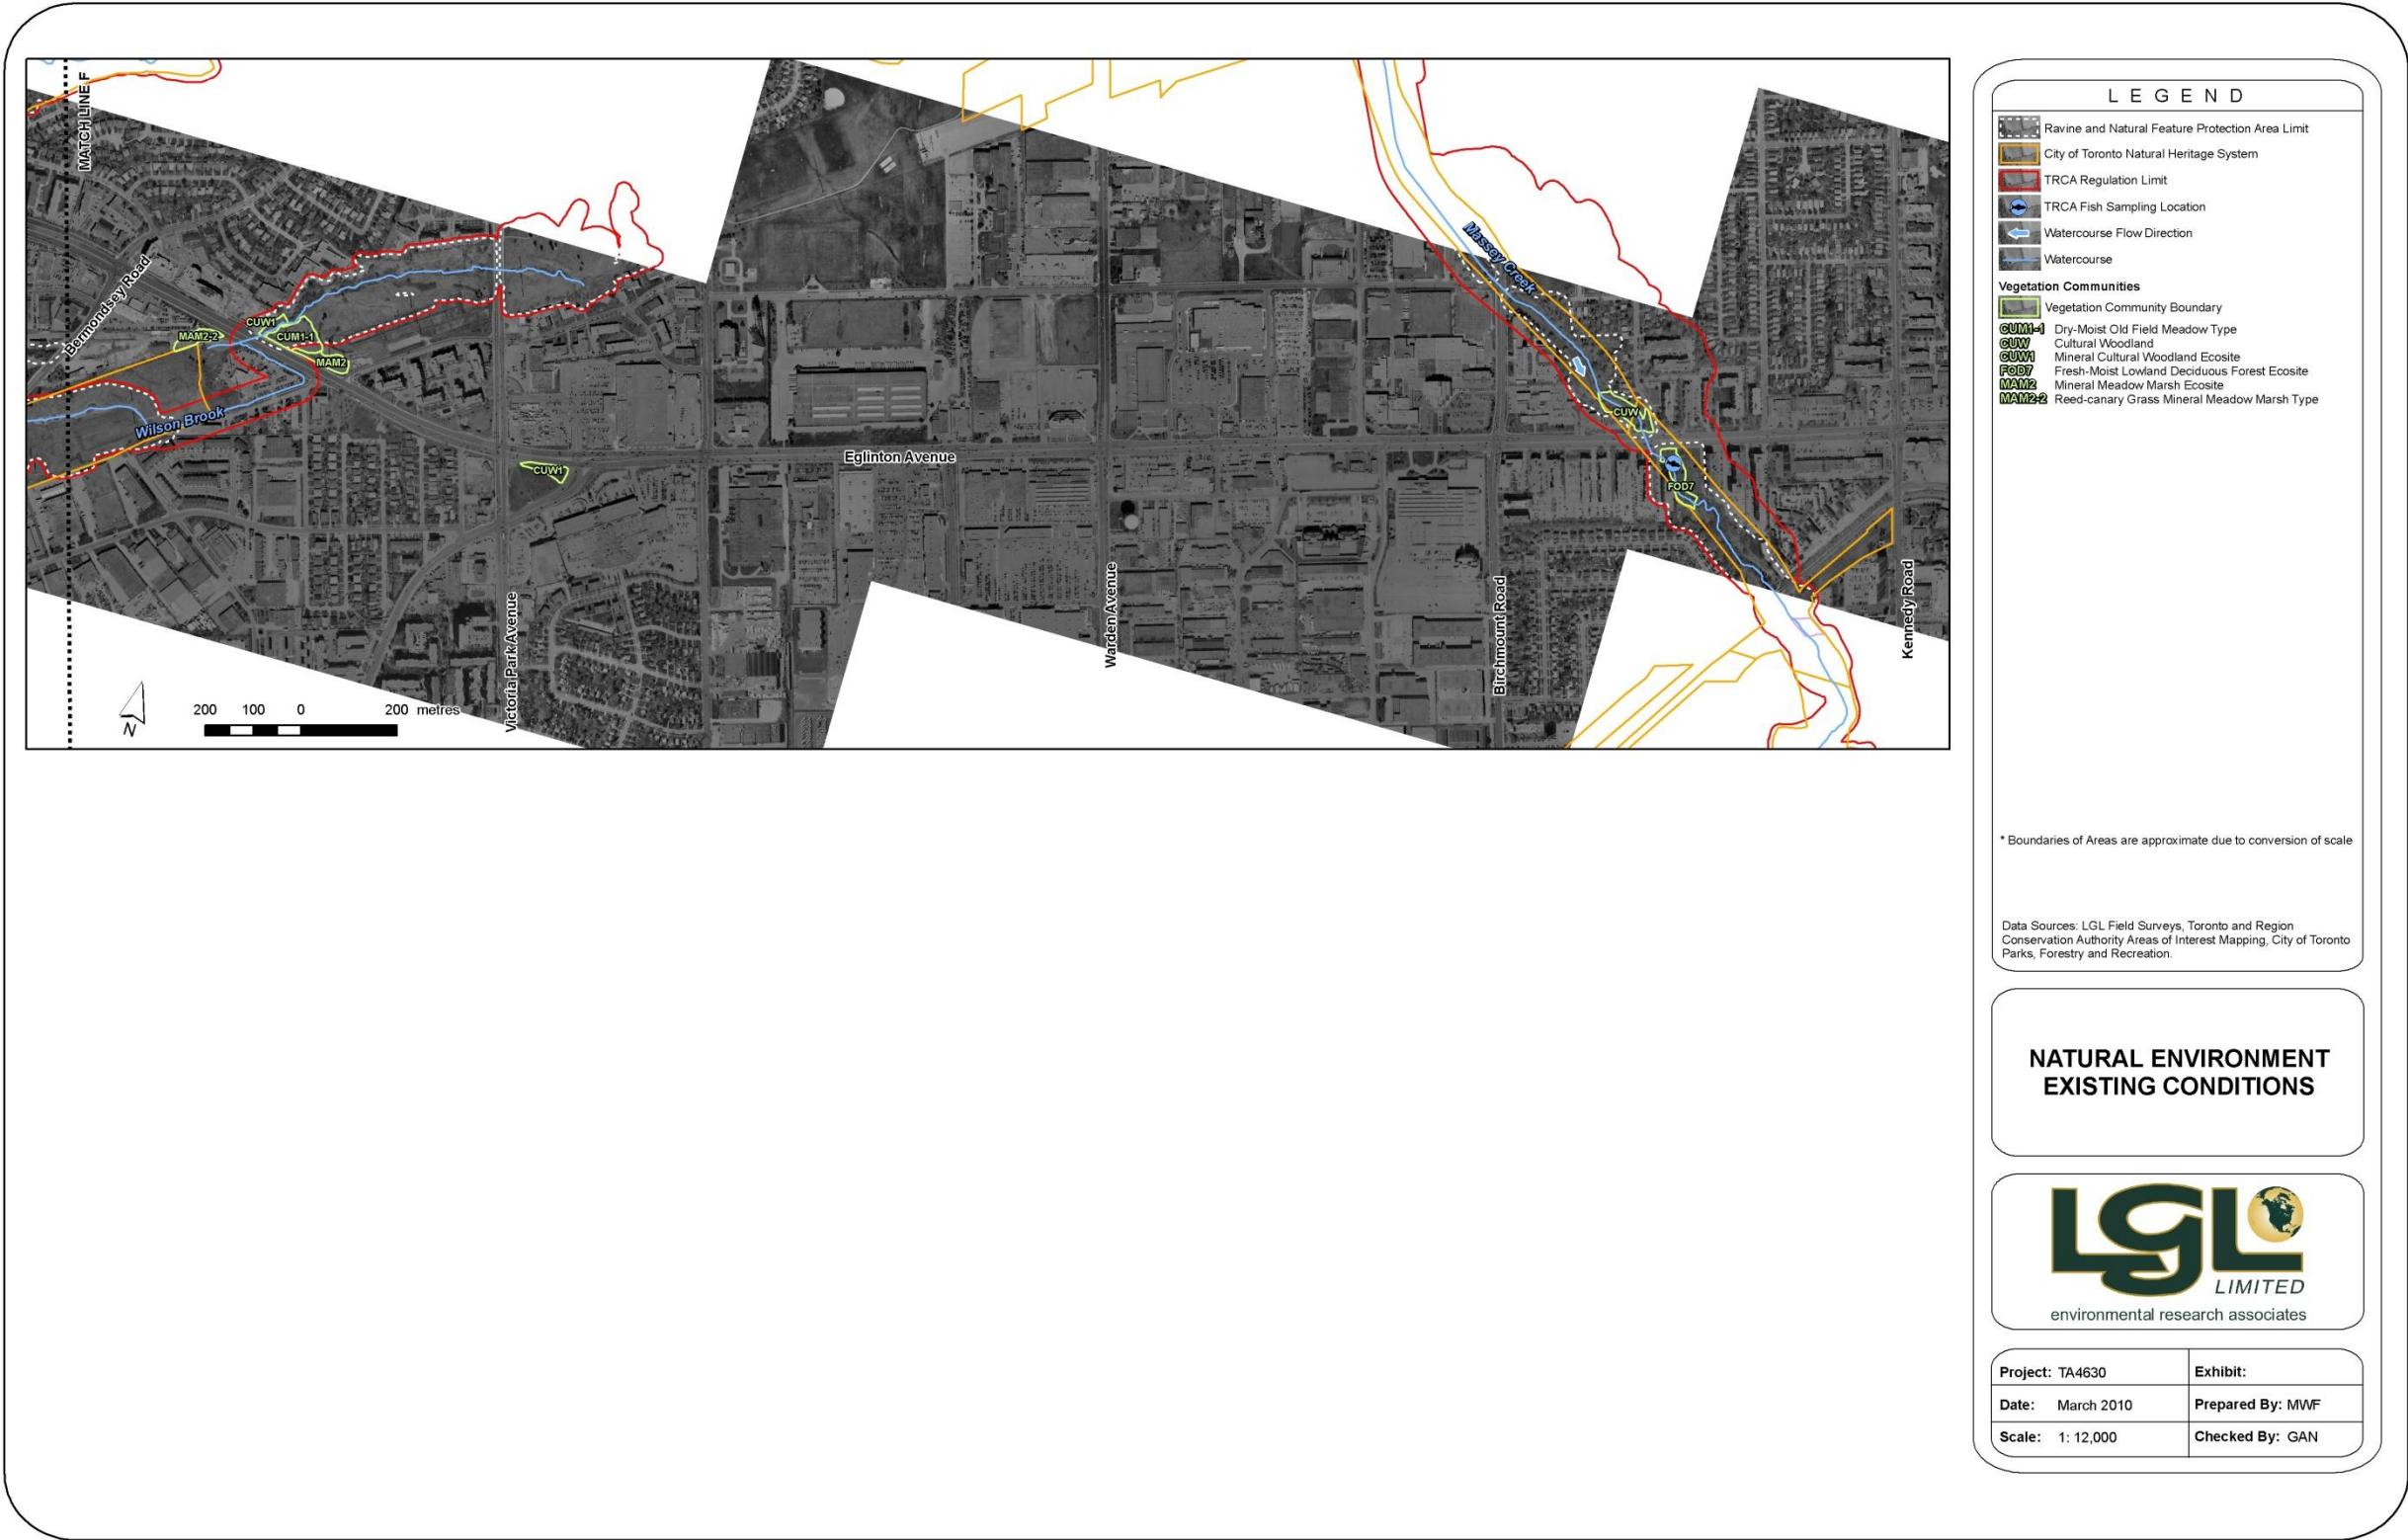 MATCH LINE F
Bermondsey Road
CUW1
MAM2-2
CUM1-1
MAM2
Wilson Brook
CUW1
Eglinton Avenue
Massey Creek
CUW
FOD7
Victoria Park Avenue
Warden Avenue
Birchmount Road
Kennedy Road
N
200 100 0 200 metres
LEGEND
Ravine and Natural Feature Protection Area Limit
City of Toronto Natural Heritage System
TRCA Regulation Limit
TRCA Fish Sampling Location
Watercourse Flow Direction
Watercourse
Vegetation Communities
Vegetation Community Boundary
CUM1-1 Dry-Moist Old Field Meadow Type
CUW Cultural Woodland
CUW1 Mineral Cultural Woodland Ecosite
FOD7 Fresh-Moist Lowland Deciduous Forest Ecosite
MAM2 Mineral Meadow Marsh Ecosite
MAM2-2 Reed-canary Grass Mineral Meadow Marsh Type
* Boundaries of Areas are approximate due to conversion of scale
Data Sources: LGL Field Surveys, Toronto and Region
Conservation Authority Areas of Interest Mapping, City of Toronto
Parks, Forestry and Recreation.
NATURAL ENVIRONMENT
EXISTING CONDITIONS
LGL
LIMITED
environmental research associates
Project: TA4630 Exhibit:
Date: March 2010 Prepared By: MWF
Scale: 1: 12,000 Checked By: GAN